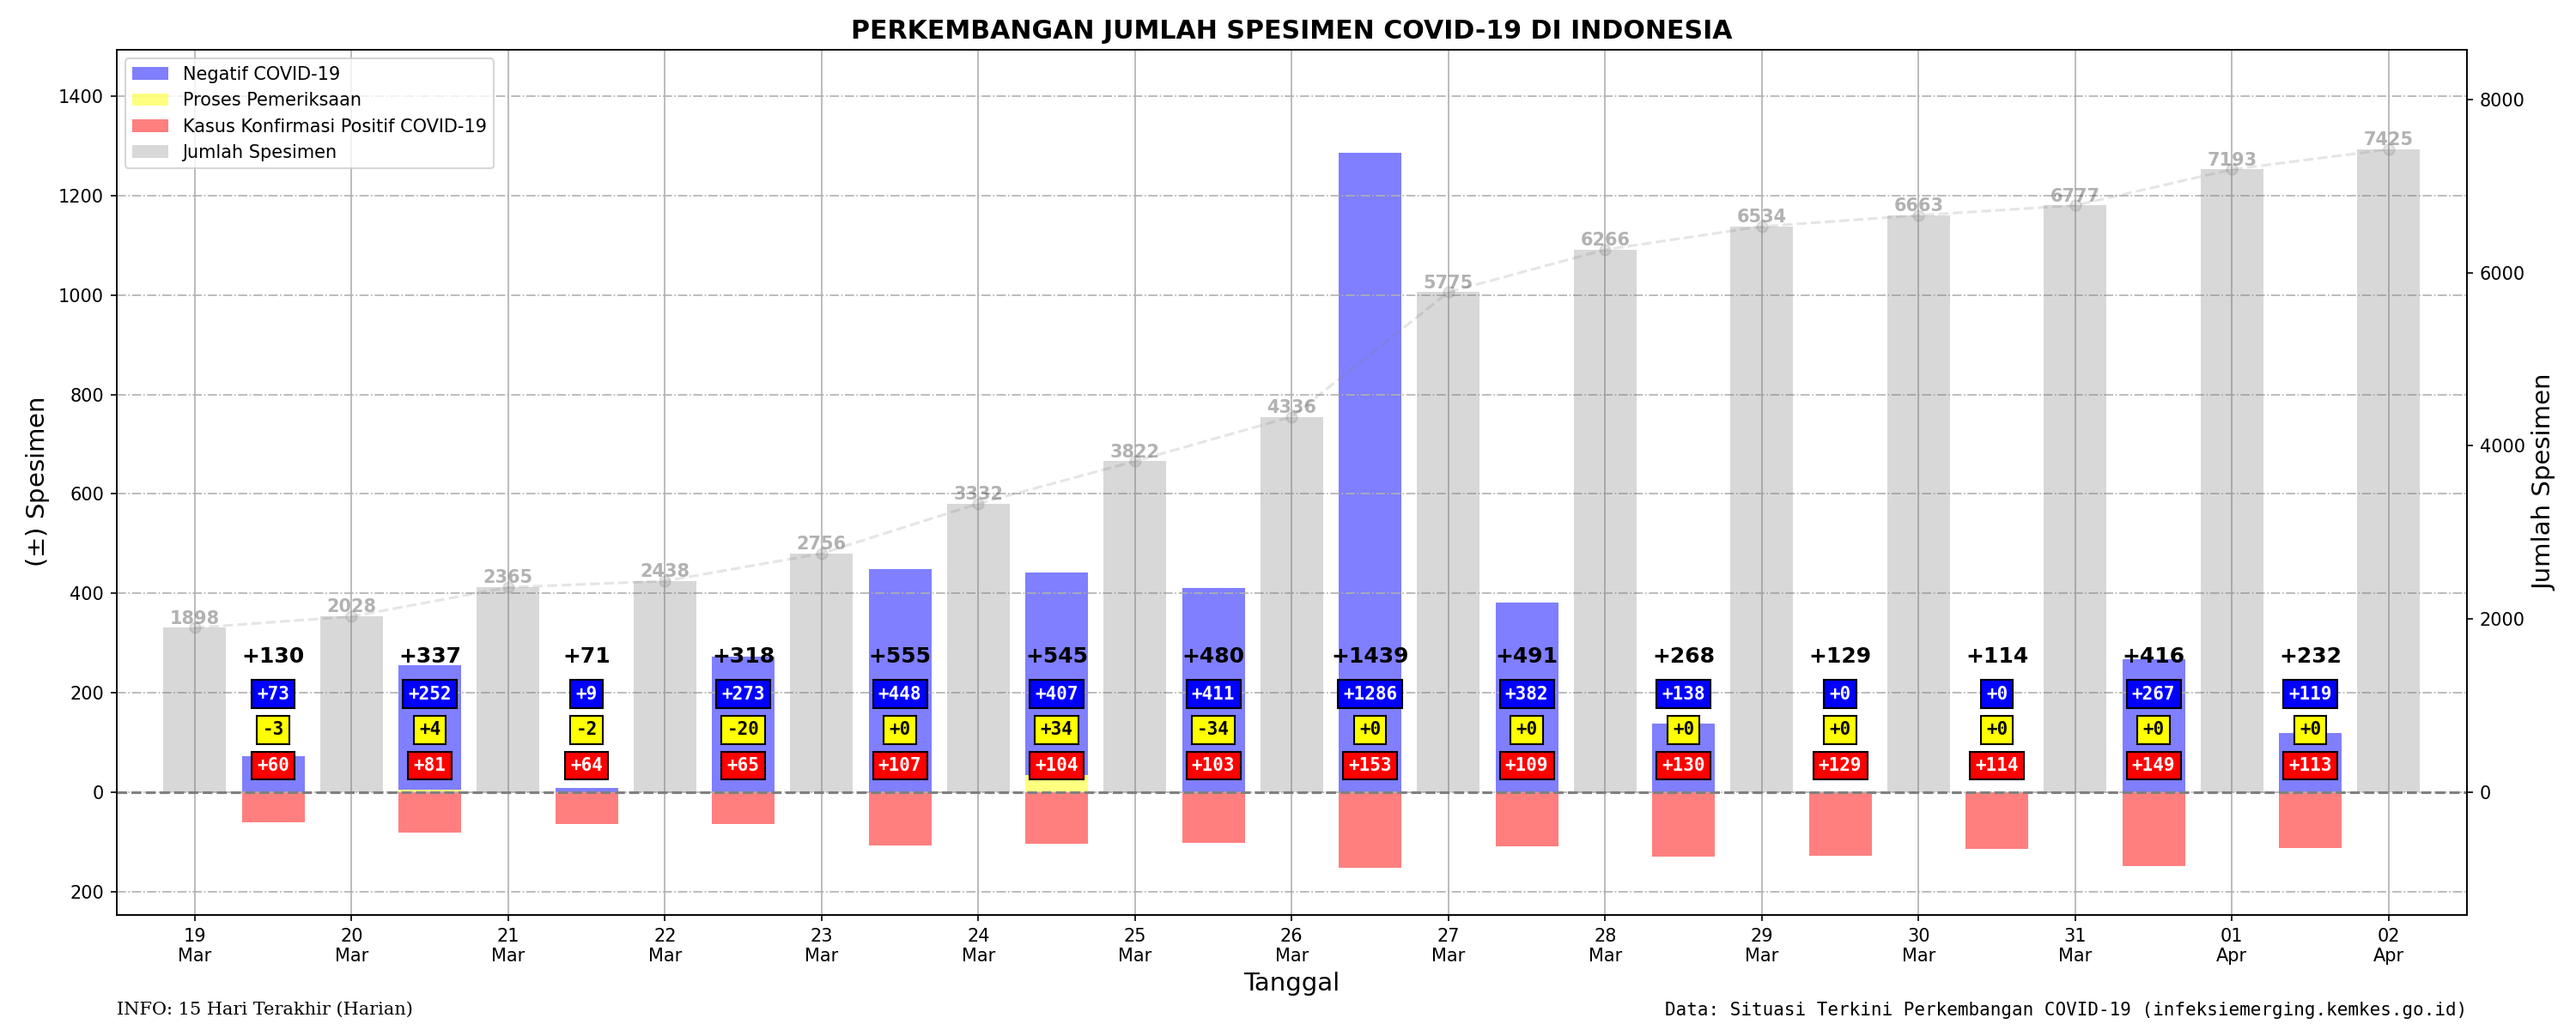 PERKEMBANGAN JUMLAH SPESIMEN COVID-19 DI INDONESIA
Negatif COVID-19
Proses Pemeriksaan
Kasus Konfirmasi Positif COVID-19
Jumlah Spesimen
(±) Spesimen
1400
1200
1000
800
600
400
200
0
200
8000
6000
4000
2000
0
Jumlah Spesimen
1898 2028 2365 2438 2756 3332 3822 4336 5775 6266 6534 6663 6777 7193 7425
+130 +337 +71 +318 +555 +545 +480 +1439 +491 +268 +129 +114 +416 +232
+73 +252 +9 +273 +448 +407 +411 +1286 +382 +138 +0 +0 +267 +119
-3 +4 -2 -20 +0 +34 -34 +0 +0 +0 +0 +0 +0 +0
+60 +81 +64 +65 +107 +104 +103 +153 +109 +130 +129 +114 +149 +113
19 20 21 22 23 24 25 26 27 28 29 30 31 01 02
Mar Mar Mar Mar Mar Mar Mar Mar Mar Mar Mar Mar Mar Apr Apr
Tanggal
INFO: 15 Hari Terakhir (Harian)
Data: Situasi Terkini Perkembangan COVID-19 (infeksiemerging.kemkes.go.id)